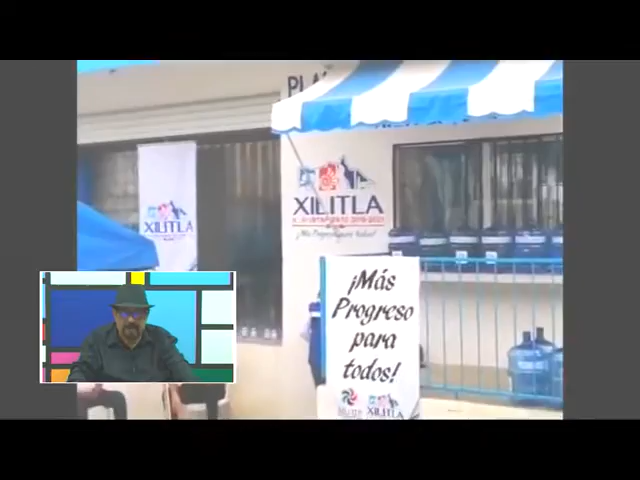 PLA
XILITLA
XILITLA
¡Más Progreso para todos!
¡Más
Progreso
para
todos!
XILITLA